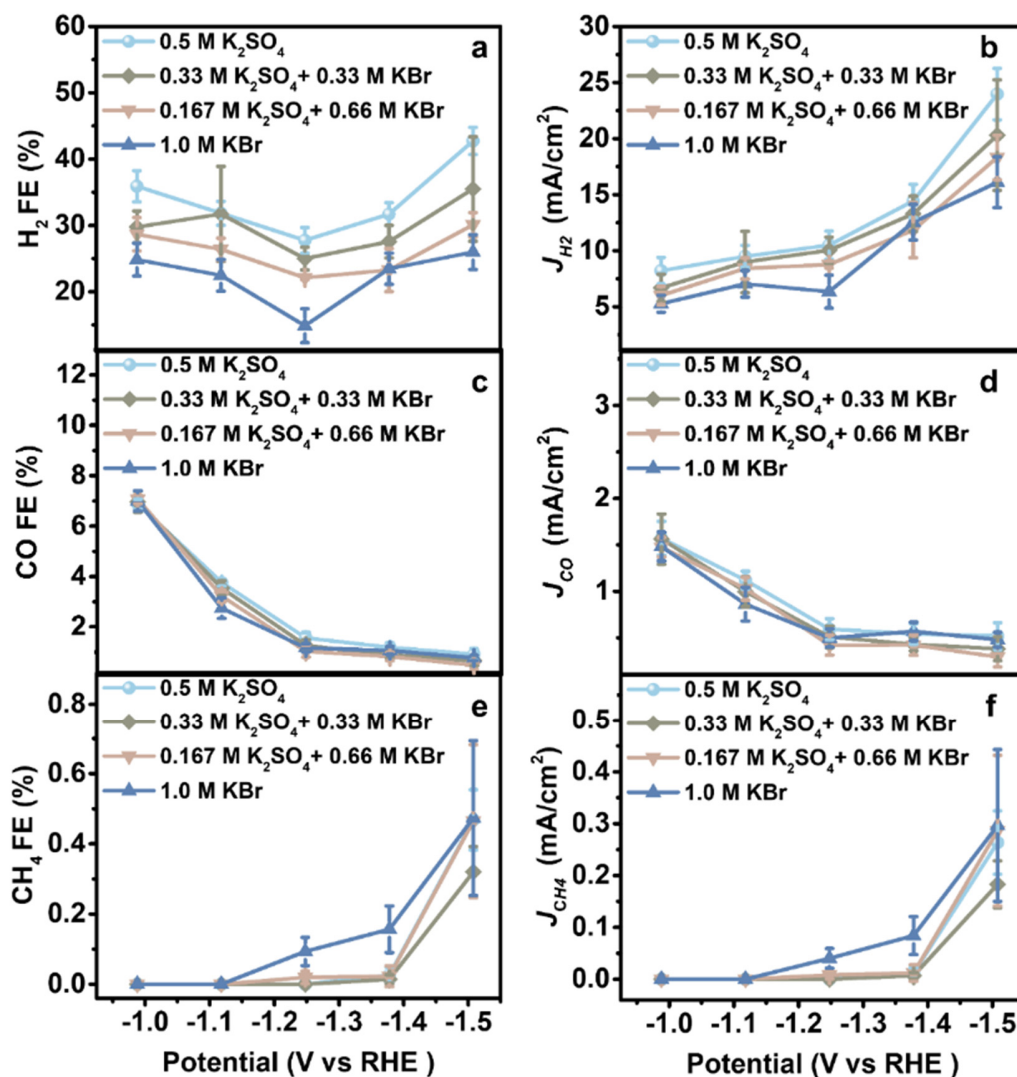 a
H₂ FE (%)
60
50
40
30
20
0.5 M K₂SO₄
0.33 M K₂SO₄+ 0.33 M KBr
0.167 M K₂SO₄+ 0.66 M KBr
1.0 M KBr
b
J_H2 (mA/cm²)
30
25
20
15
10
5
0.5 M K₂SO₄
0.33 M K₂SO₄+ 0.33 M KBr
0.167 M K₂SO₄+ 0.66 M KBr
1.0 M KBr
c
CO FE (%)
12
10
8
6
4
2
0.5 M K₂SO₄
0.33 M K₂SO₄+ 0.33 M KBr
0.167 M K₂SO₄+ 0.66 M KBr
1.0 M KBr
d
J_CO (mA/cm²)
3
2
1
0.5 M K₂SO₄
0.33 M K₂SO₄+ 0.33 M KBr
0.167 M K₂SO₄+ 0.66 M KBr
1.0 M KBr
e
CH₄ FE (%)
0.8
0.6
0.4
0.2
0.0
0.5 M K₂SO₄
0.33 M K₂SO₄+ 0.33 M KBr
0.167 M K₂SO₄+ 0.66 M KBr
1.0 M KBr
-1.0 -1.1 -1.2 -1.3 -1.4 -1.5
Potential (V vs RHE )
f
J_CH4 (mA/cm²)
0.5
0.4
0.3
0.2
0.1
0.0
0.5 M K₂SO₄
0.33 M K₂SO₄+ 0.33 M KBr
0.167 M K₂SO₄+ 0.66 M KBr
1.0 M KBr
-1.0 -1.1 -1.2 -1.3 -1.4 -1.5
Potential (V vs RHE )